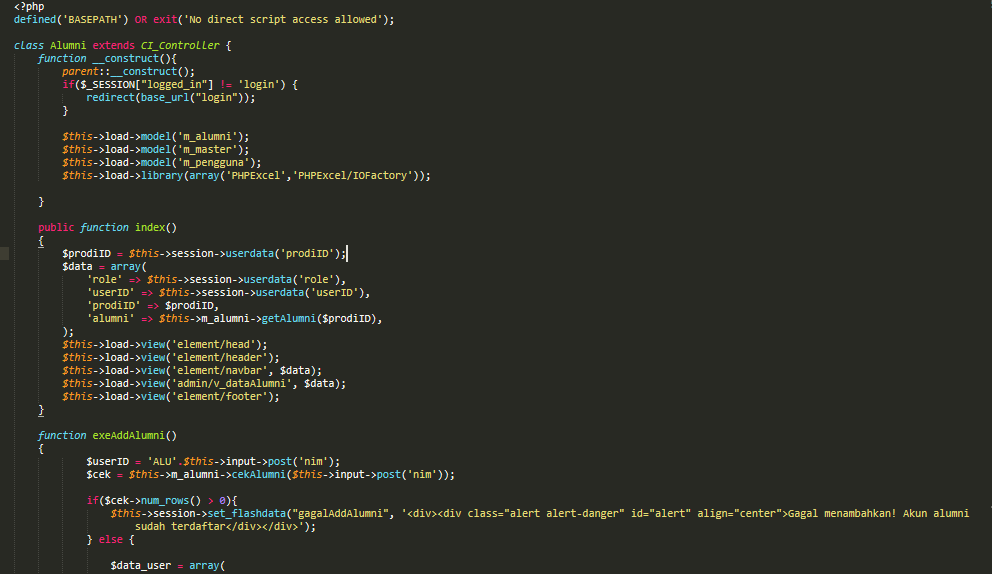 <?php
defined('BASEPATH') OR exit('No direct script access allowed');
class Alumni extends CI_Controller {
function __construct(){
parent::__construct();
if($_SESSION["logged_in"] != 'login') {
redirect(base_url("login"));
}
$this->load->model('m_alumni');
$this->load->model('m_master');
$this->load->model('m_pengguna');
$this->load->library(array('PHPExcel','PHPExcel/IOFactory'));
}
public function index()
{
$prodiID = $this->session->userdata('prodiID');
$data = array(
'role' => $this->session->userdata('role'),
'userID' => $this->session->userdata('userID'),
'prodiID' => $prodiID,
'alumni' => $this->m_alumni->getAlumni($prodiID),
);
$this->load->view('element/head');
$this->load->view('element/header');
$this->load->view('element/navbar', $data);
$this->load->view('admin/v_dataAlumni', $data);
$this->load->view('element/footer');
}
function exeAddAlumni()
{
$userID = 'ALU'.$this->input->post('nim');
$cek = $this->m_alumni->cekAlumni($this->input->post('nim'));
if($cek->num_rows() > 0){
$this->session->set_flashdata("gagalAddAlumni", '<div><div class="alert alert-danger" id="alert" align="center">Gagal menambahkan! Akun alumni
sudah terdaftar</div></div>');
} else {
$data_user = array(